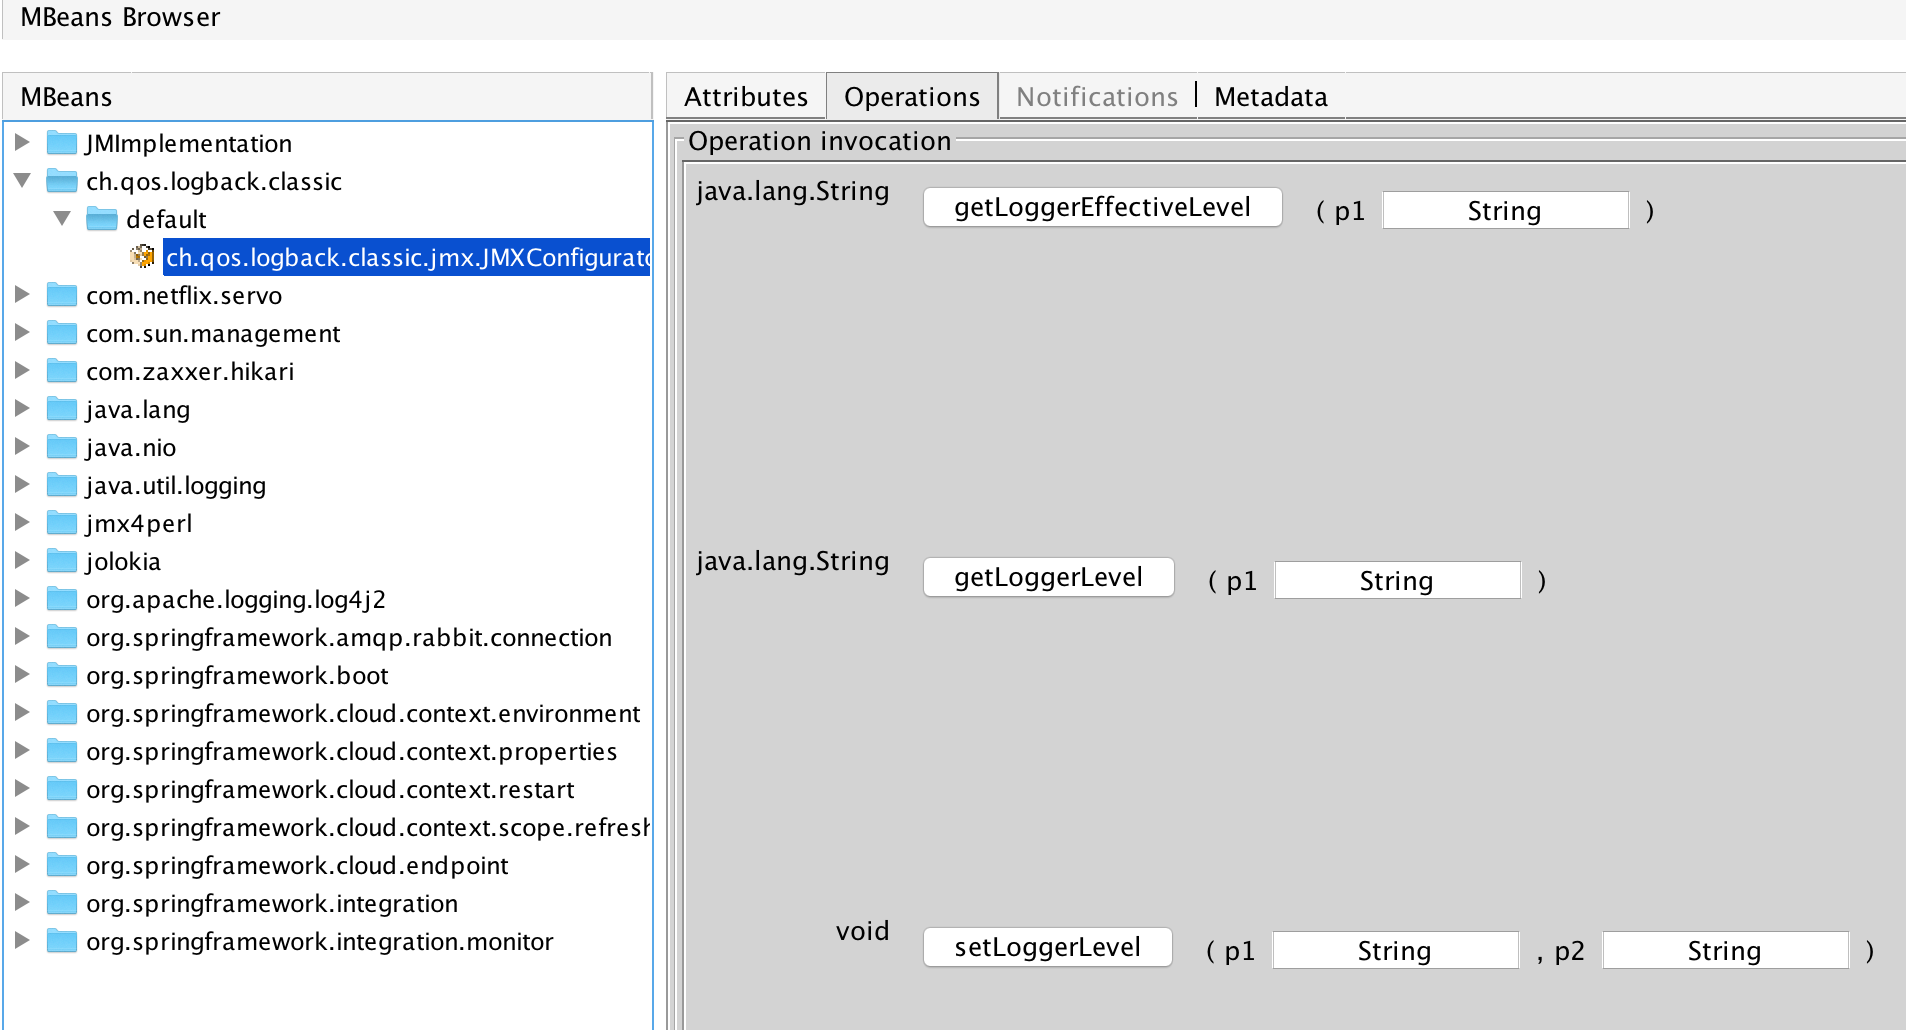 MBeans Browser
MBeans
JMImplementation
ch.qos.logback.classic
default
ch.qos.logback.classic.jmx.JMXConfigurato
com.netflix.servo
com.sun.management
com.zaxxer.hikari
java.lang
java.nio
java.util.logging
jmx4perl
jolokia
org.apache.logging.log4j2
org.springframework.amqp.rabbit.connection
org.springframework.boot
org.springframework.cloud.context.environment
org.springframework.cloud.context.properties
org.springframework.cloud.context.restart
org.springframework.cloud.context.scope.refresh
org.springframework.cloud.endpoint
org.springframework.integration
org.springframework.integration.monitor
Attributes Operations Notifications Metadata
Operation invocation
java.lang.String getLoggerEffectiveLevel ( p1 String )
java.lang.String getLoggerLevel ( p1 String )
void setLoggerLevel ( p1 String , p2 String )